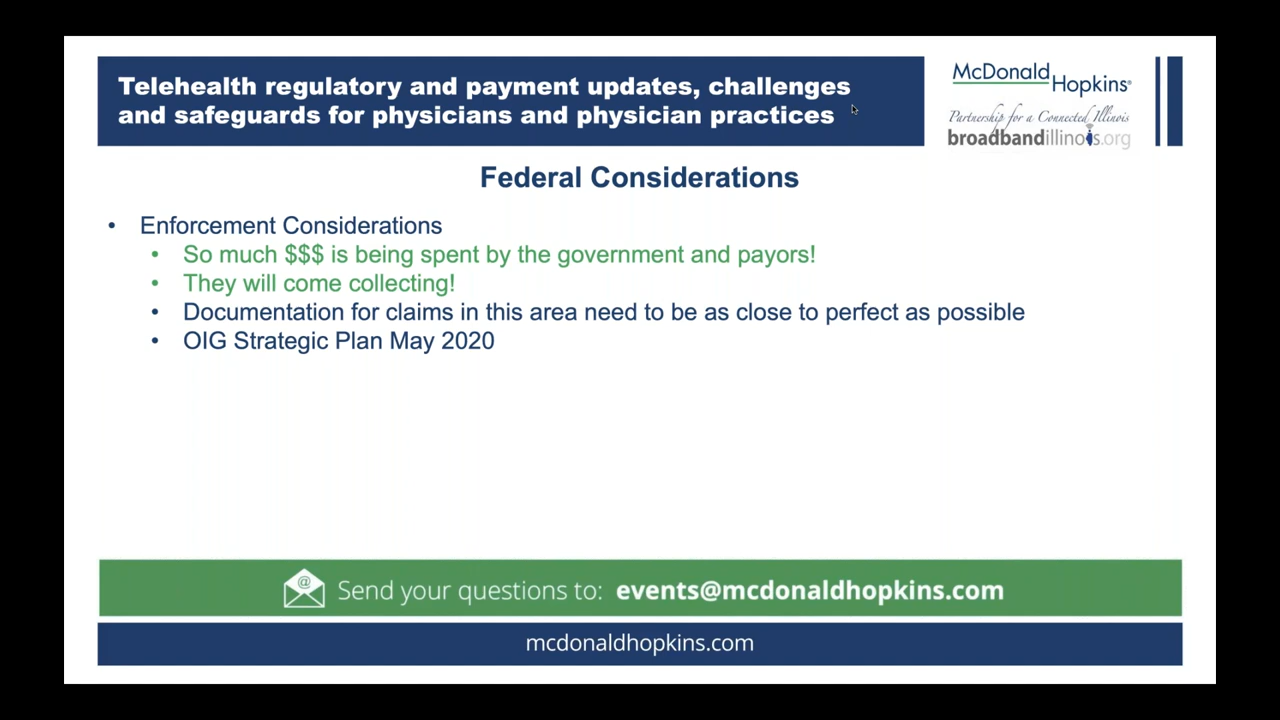 Telehealth regulatory and payment updates, challenges
and safeguards for physicians and physician practices
McDonald
Hopkins®
Partnership for a Connected Illinois
broadbandillinois.org
Federal Considerations
• Enforcement Considerations
• So much $$$ is being spent by the government and payors!
• They will come collecting!
• Documentation for claims in this area need to be as close to perfect as possible
• OIG Strategic Plan May 2020
@
Send your questions to: events@mcdonaldhopkins.com
mcdonaldhopkins.com